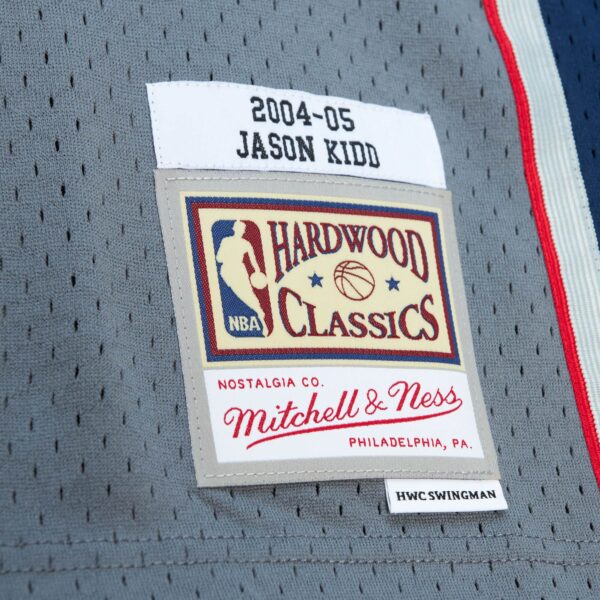 2004-05
JASON KIDD
HARDWOOD
CLASSICS
NBA
NOSTALGIA CO.
Mitchell & Ness
PHILADELPHIA, PA.
HWC SWINGMAN